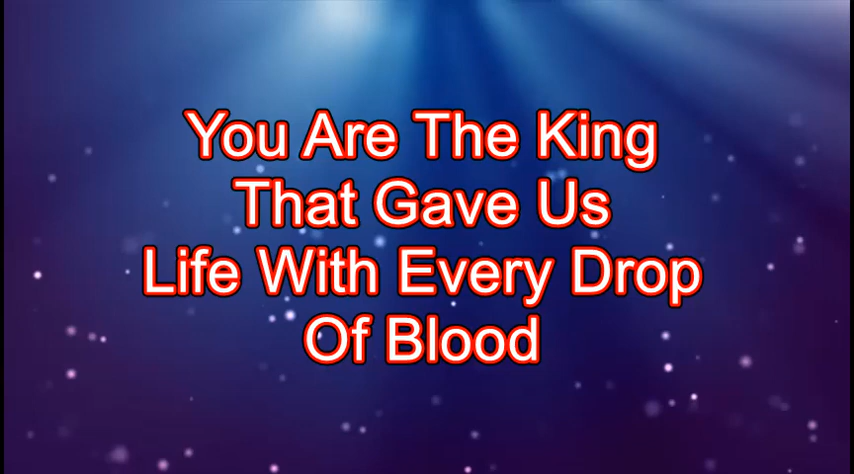 You Are The King
That Gave Us
Life With Every Drop
Of Blood